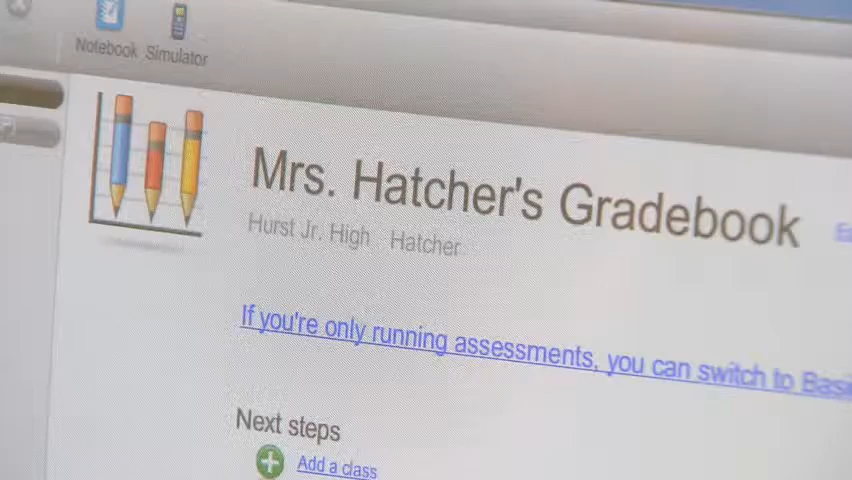 Notebook Simulator
Mrs. Hatcher's Gradebook
Hurst Jr. High Hatcher
If you're only running assessments, you can switch to Basi
Next steps
Add a class